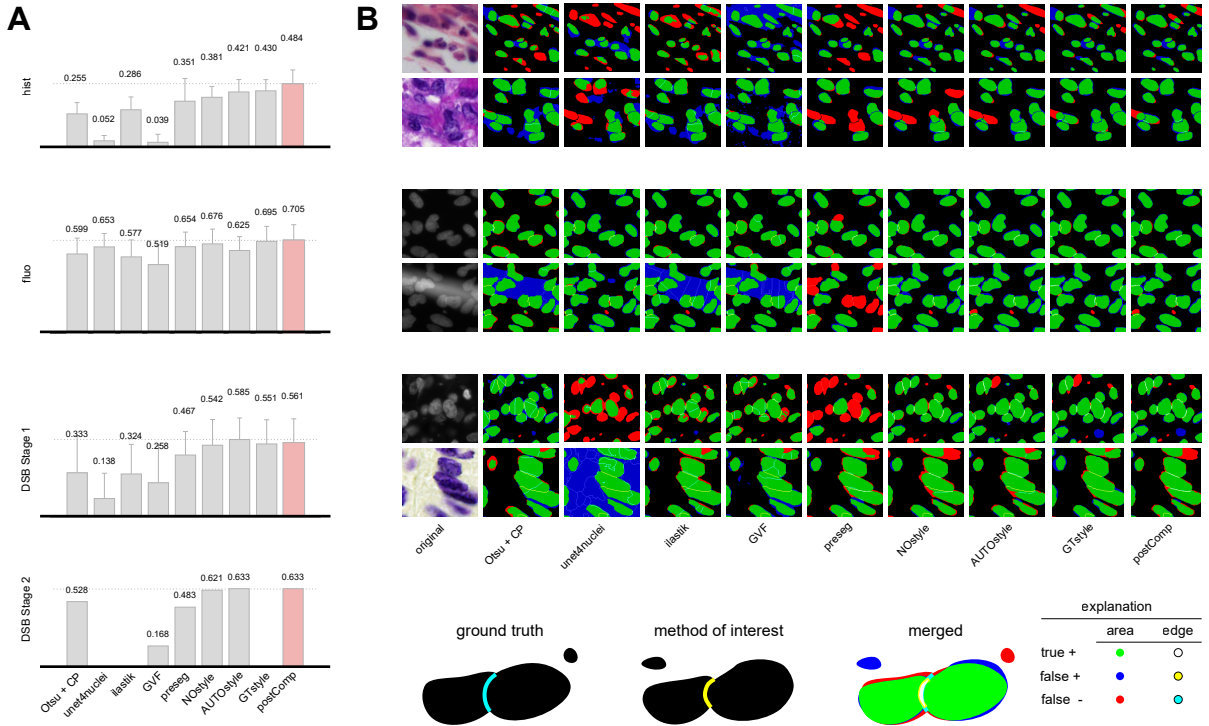 A
B
hist
0.255
0.052
0.286
0.039
0.351
0.381
0.421
0.430
0.484
fluo
0.599
0.653
0.577
0.519
0.654
0.676
0.625
0.695
0.705
DSB Stage 1
0.333
0.138
0.324
0.258
0.467
0.542
0.585
0.551
0.561
DSB Stage 2
0.528
0.168
0.483
0.621
0.633
0.633
Otsu + CP
unet4nuclei
ilastik
GVF
preseg
NOstyle
AUTOstyle
GTstyle
postComp
original
Otsu + CP
unet4nuclei
ilastik
GVF
preseg
NOstyle
AUTOstyle
GTstyle
postComp
ground truth
method of interest
merged
explanation
area edge
true +
false +
false -